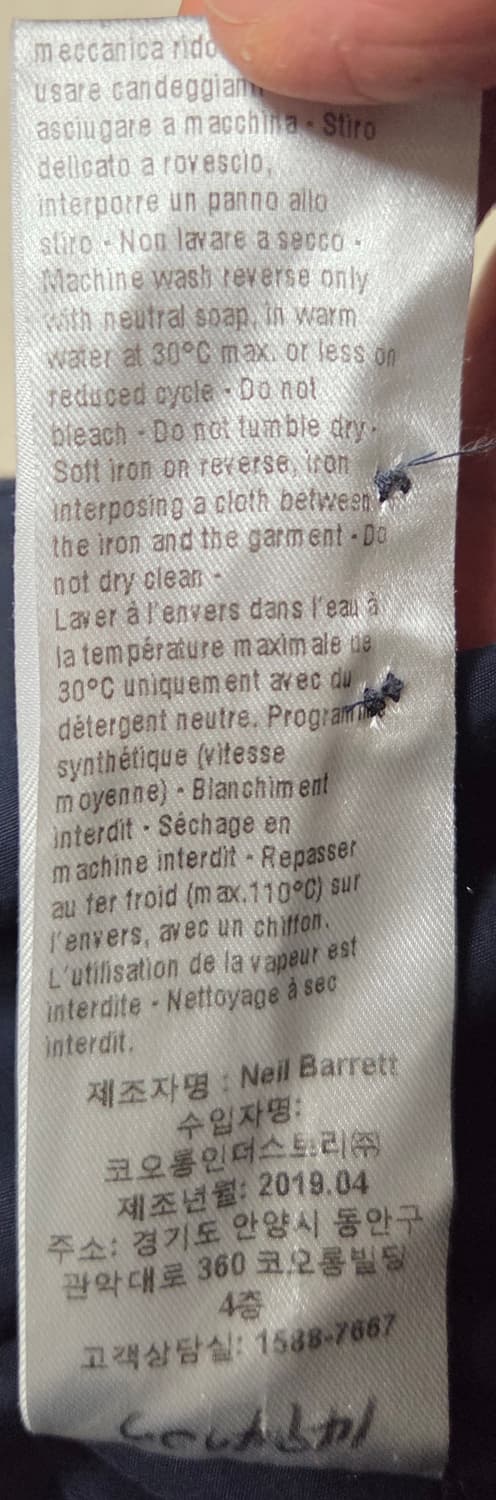 meccanica
usare
asciugare a macchina - Stiro
delicato a rovescio,
interporre un panno allo
stiro - Non lavare a secco -
Machine wash reverse only
with neutral soap, in warm
water at 30°C max. or less on
reduced cycle - Do not
bleach - Do not tumble dry -
Soft iron on reverse, iron
interposing a cloth between
the iron and the garment - Do
not dry clean -
Laver à l'envers dans l'eau à
la température maximale de
30°C uniquement avec du
détergent neutre. Programme
synthétique (vitesse
moyenne) - Blanchiment
interdit - Séchage en
machine interdit - Repasser
au fer froid (max.110°C) sur
l'envers, avec un chiffon.
L'utilisation de la vapeur est
interdite - Nettoyage à sec
interdit.
제조자명 : Neil Barrett
수입자명:
코오롱인더스트리㈜
제조년월: 2019.04
주소: 경기도 안양시 동안구
관악대로 360 코오롱빌딩
4층
고객상담실: 1588-7667